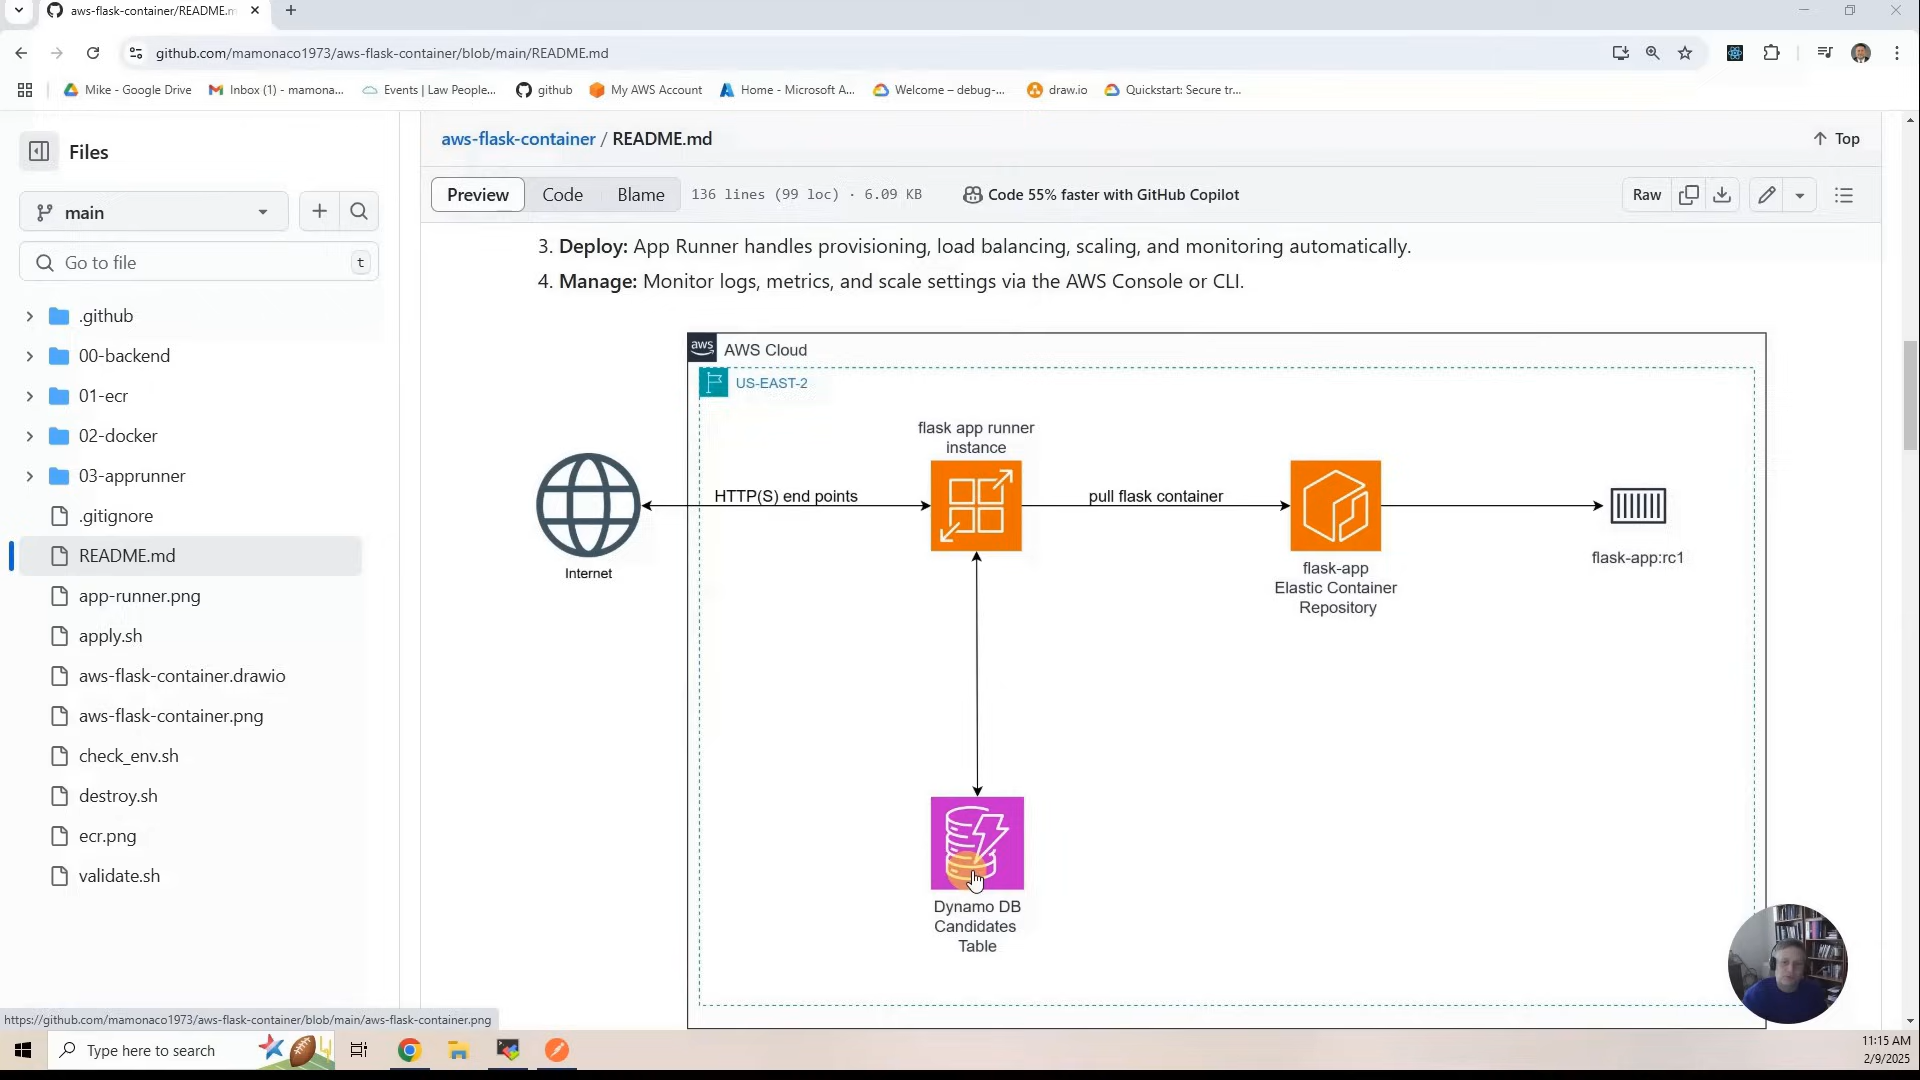 aws-flask-container/README.m
github.com/mamonaco1973/aws-flask-container/blob/main/README.md
Mike - Google Drive
Inbox (1) - mamona...
Events | Law People...
github
My AWS Account
Home - Microsoft A...
Welcome – debug-...
draw.io
Quickstart: Secure tr...
Files
main
Go to file
t
.github
00-backend
01-ecr
02-docker
03-apprunner
.gitignore
README.md
app-runner.png
apply.sh
aws-flask-container.drawio
aws-flask-container.png
check_env.sh
destroy.sh
ecr.png
validate.sh
aws-flask-container / README.md
Top
Preview
Code
Blame
136 lines (99 loc) · 6.09 KB
Code 55% faster with GitHub Copilot
Raw
3. Deploy: App Runner handles provisioning, load balancing, scaling, and monitoring automatically.
4. Manage: Monitor logs, metrics, and scale settings via the AWS Console or CLI.
aws
AWS Cloud
US-EAST-2
flask app runner
instance
HTTP(S) end points
pull flask container
Internet
flask-app
Elastic Container
Repository
flask-app:rc1
Dynamo DB
Candidates
Table
https://github.com/mamonaco1973/aws-flask-container/blob/main/aws-flask-container.png
Type here to search
11:15 AM
2/9/2025